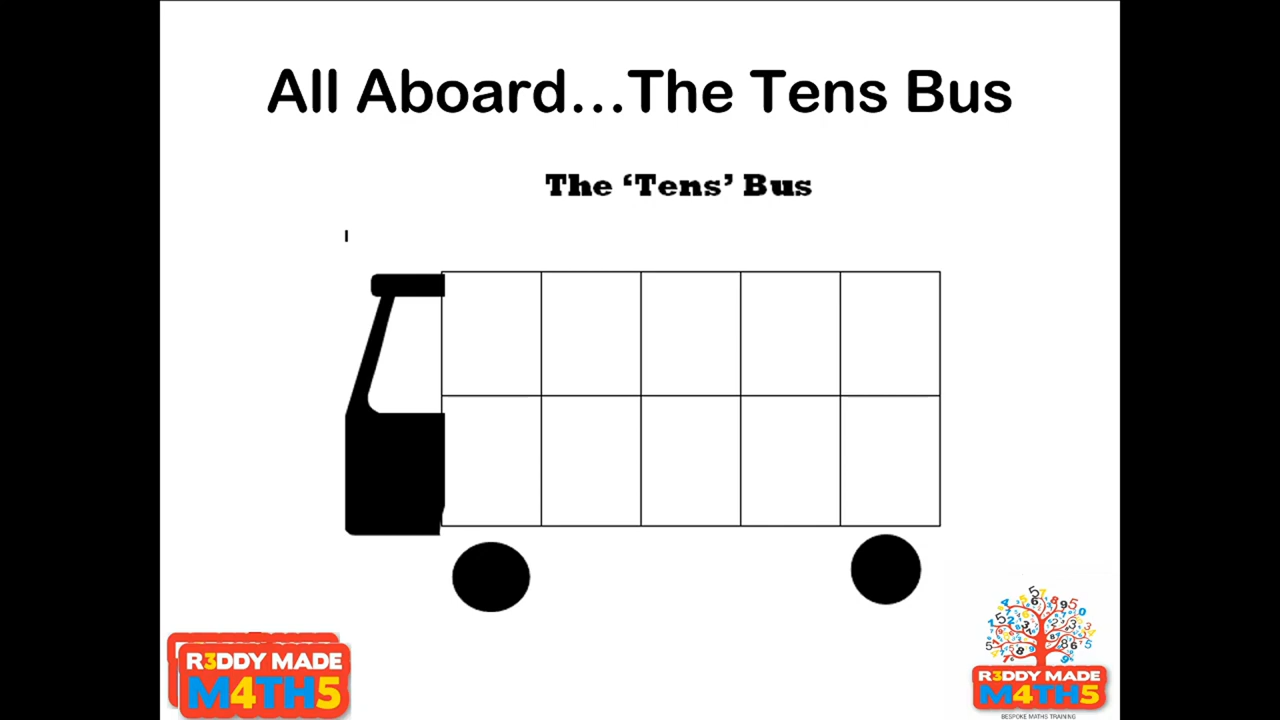 All Aboard...The Tens Bus
The ‘Tens’ Bus
R3DDY MADE
M4TH5
R3DDY MADE
M4TH5
BESPOKE MATHS TRAINING